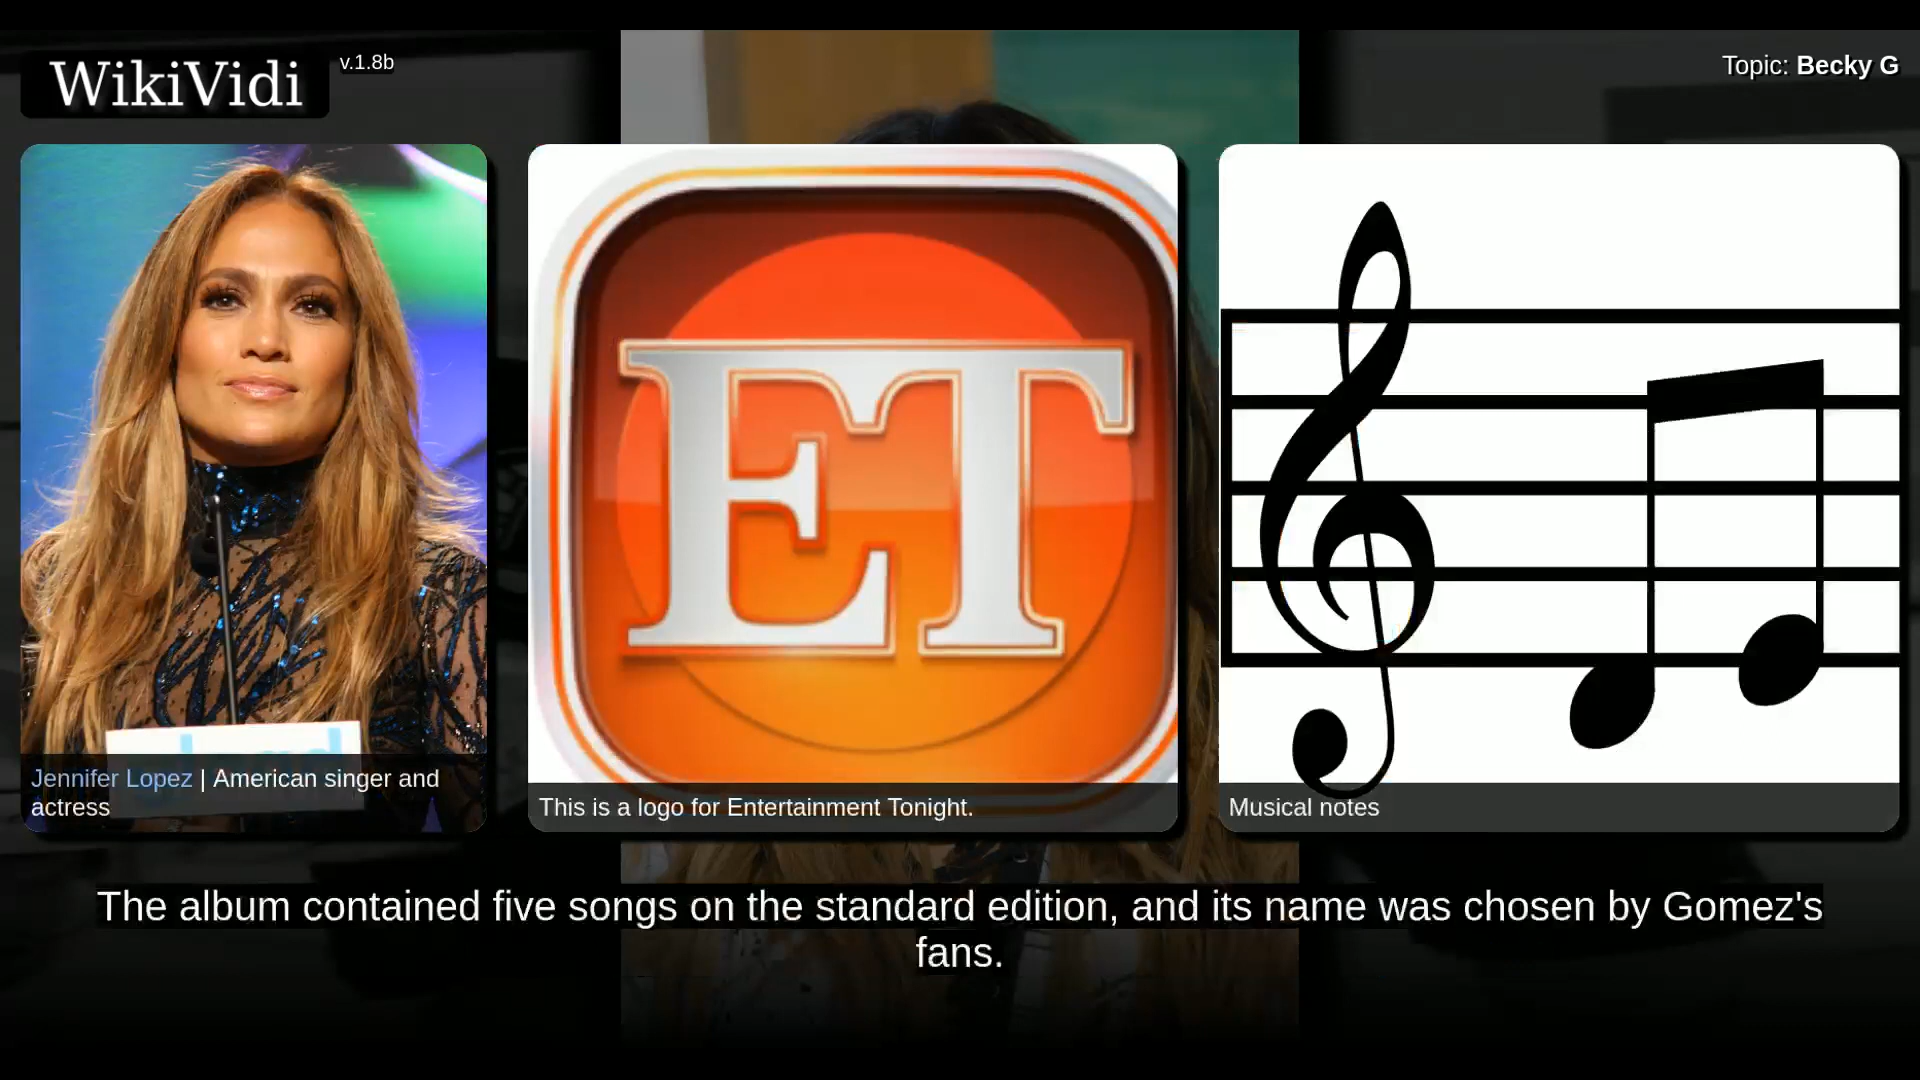 WikiVidi
v.1.8b
Topic: Becky G
ET
Jennifer Lopez | American singer and
actress
This is a logo for Entertainment Tonight.
Musical notes
The album contained five songs on the standard edition, and its name was chosen by Gomez's
fans.